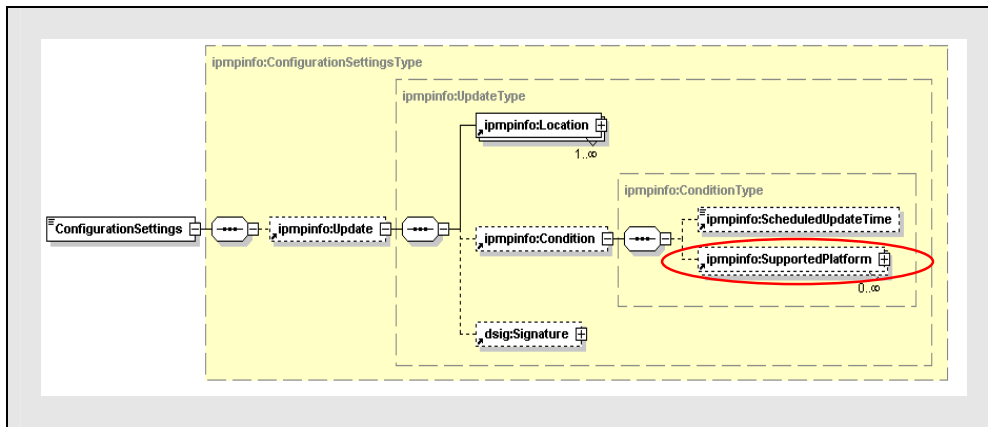 ipmpinfo:ConfigurationSettingsType
ipmpinfo:UpdateType
ipmpinfo:Location
1..∞
ipmpinfo:ConditionType
ipmpinfo:ScheduledUpdateTime
ConfigurationSettings
ipmpinfo:Update
ipmpinfo:Condition
ipmpinfo:SupportedPlatform
0..∞
dsig:Signature